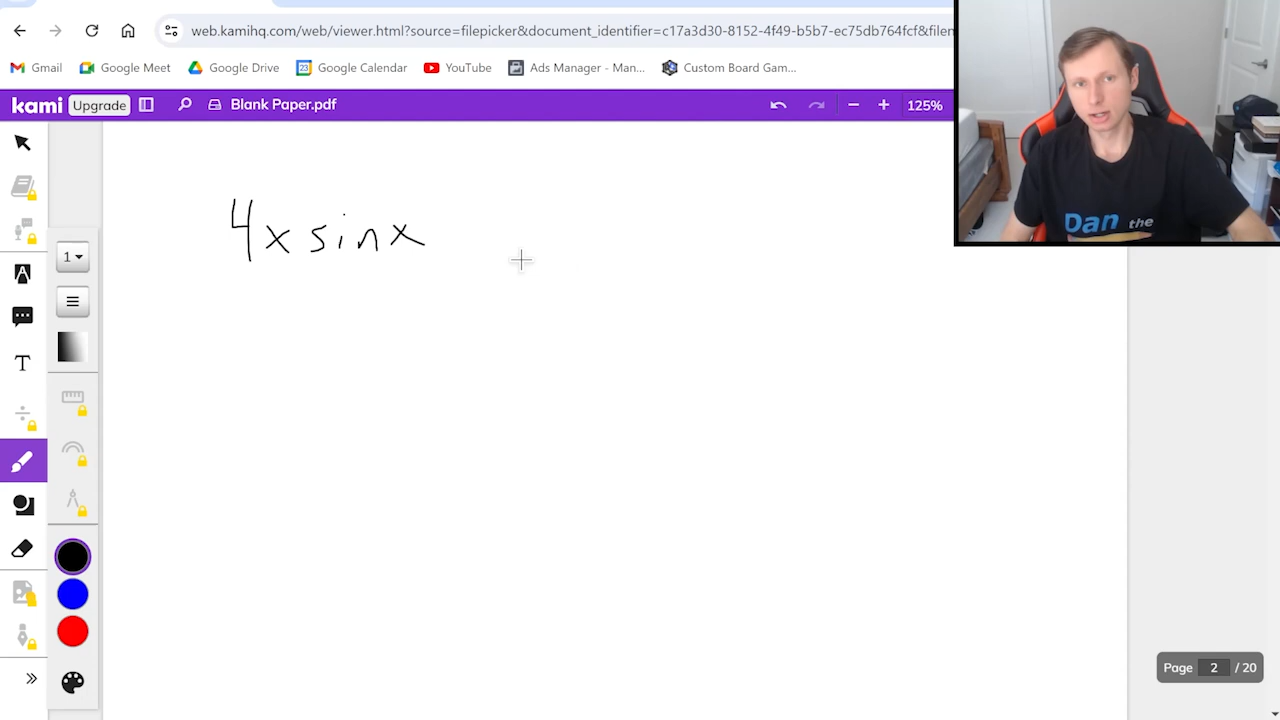 web.kamihq.com/web/viewer.html?source=filepicker&document_identifier=c17a3d30-8152-4f49-b5b7-ec75db764fcf&filen
Gmail Google Meet Google Drive 23 Google Calendar YouTube Ads Manager - Man... Custom Board Gam...
kami Upgrade Blank Paper.pdf 125%
Dan the
4x sinx
1
T
Page 2 / 20